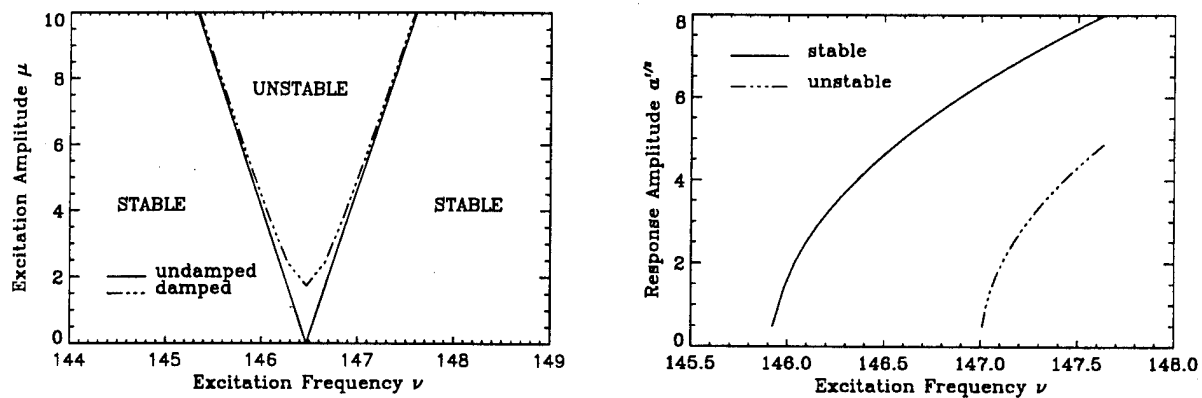 Excitation Amplitude μ
10
8
6
4
2
0
UNSTABLE
STABLE
STABLE
undamped
damped
144
145
146
147
148
149
Excitation Frequency ν
Response Amplitude a^{1/2}
8
6
4
2
0
stable
unstable
145.5
146.0
146.5
147.0
147.5
148.0
Excitation Frequency ν